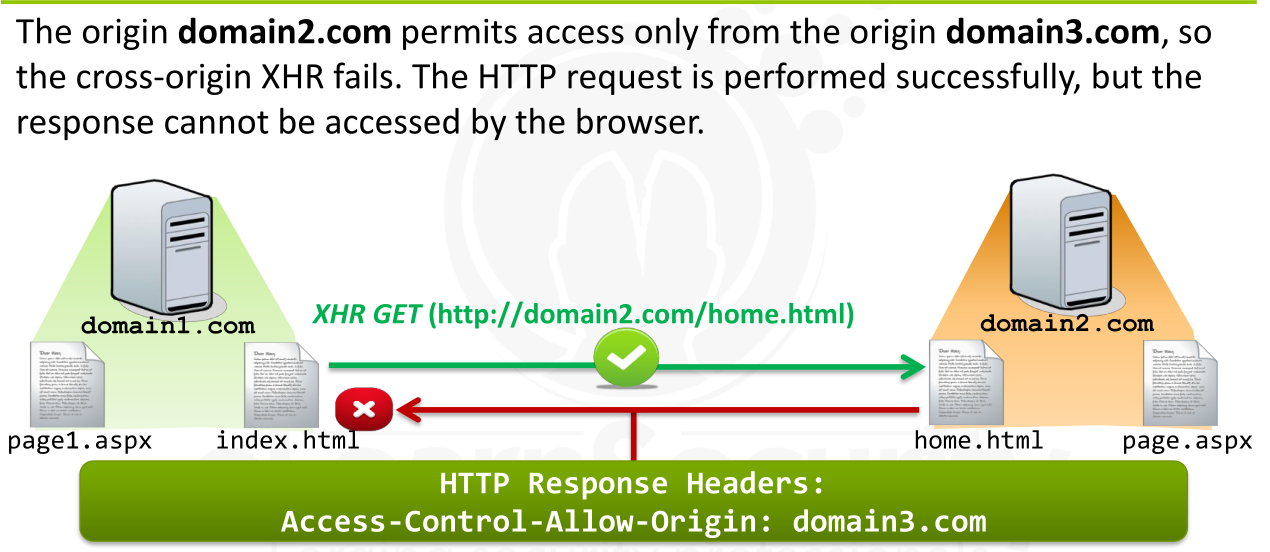 The origin domain2.com permits access only from the origin domain3.com, so
the cross-origin XHR fails. The HTTP request is performed successfully, but the
response cannot be accessed by the browser.
XHR GET (http://domain2.com/home.html)
domain1.com
domain2.com
page1.aspx
index.html
home.html
page.aspx
HTTP Response Headers:
Access-Control-Allow-Origin: domain3.com